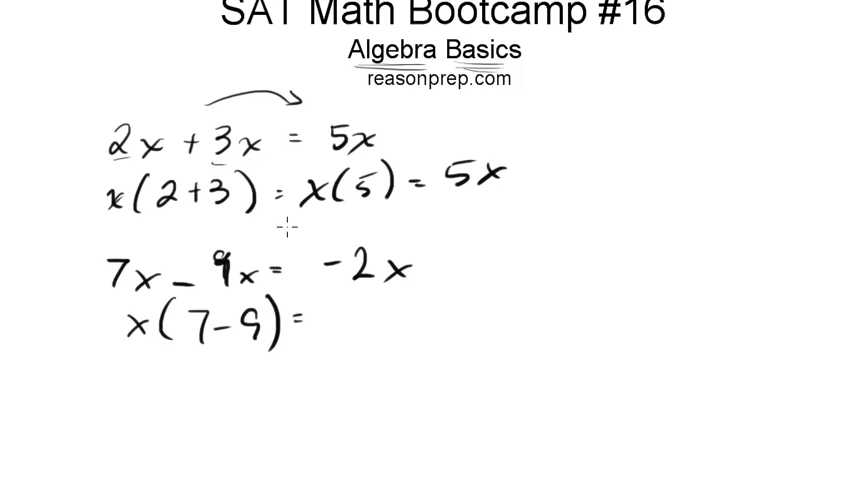 SAT Math Bootcamp #16
Algebra Basics
reasonprep.com
2x + 3x = 5x
x(2+3) = x(5) = 5x
7x - 9x = -2x
x(7-9) =